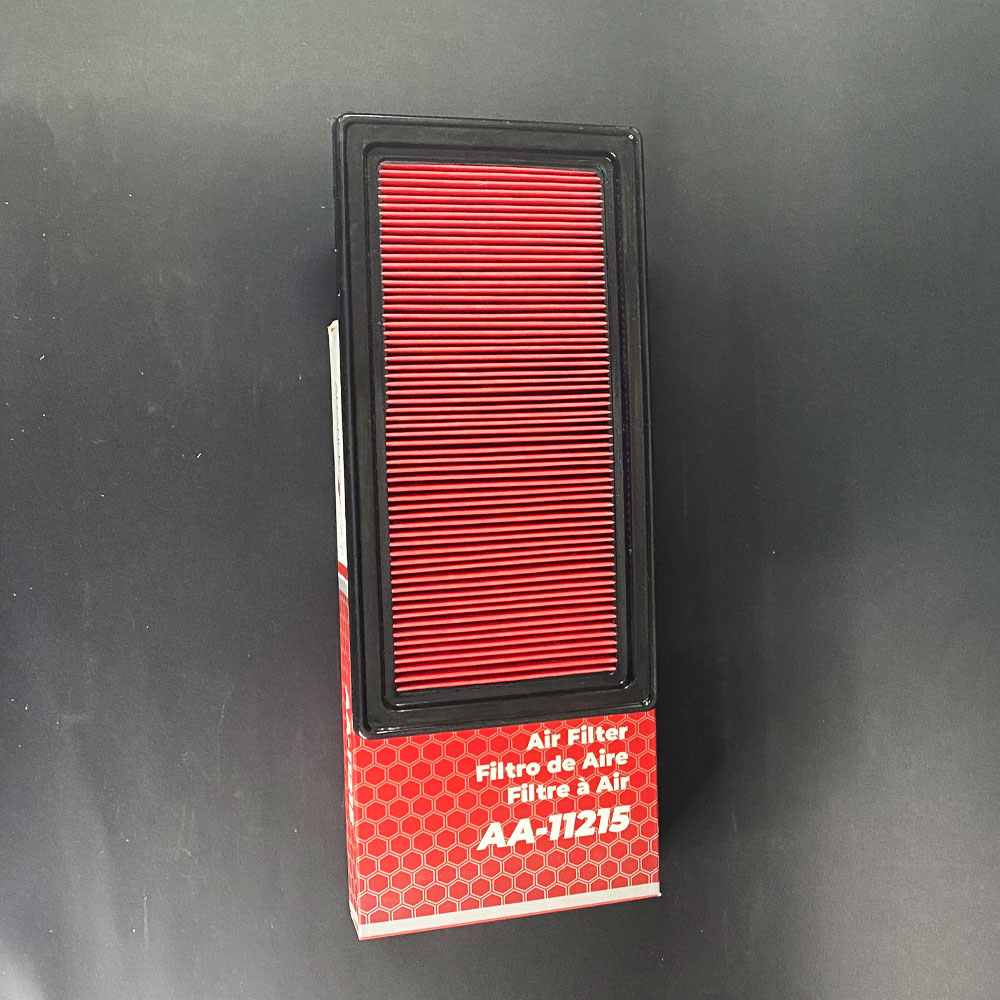 Air Filter
Filtro de Aire
Filtre à Air
AA-11215